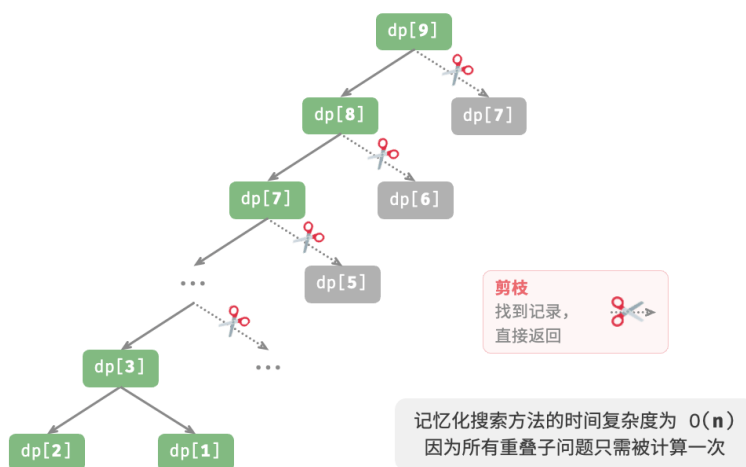 dp[9]
dp[8]
dp[7]
dp[7]
dp[6]
...
dp[5]
剪枝
找到记录，
直接返回
dp[3]
...
dp[2]
dp[1]
记忆化搜索方法的时间复杂度为 O(n)
因为所有重叠子问题只需被计算一次